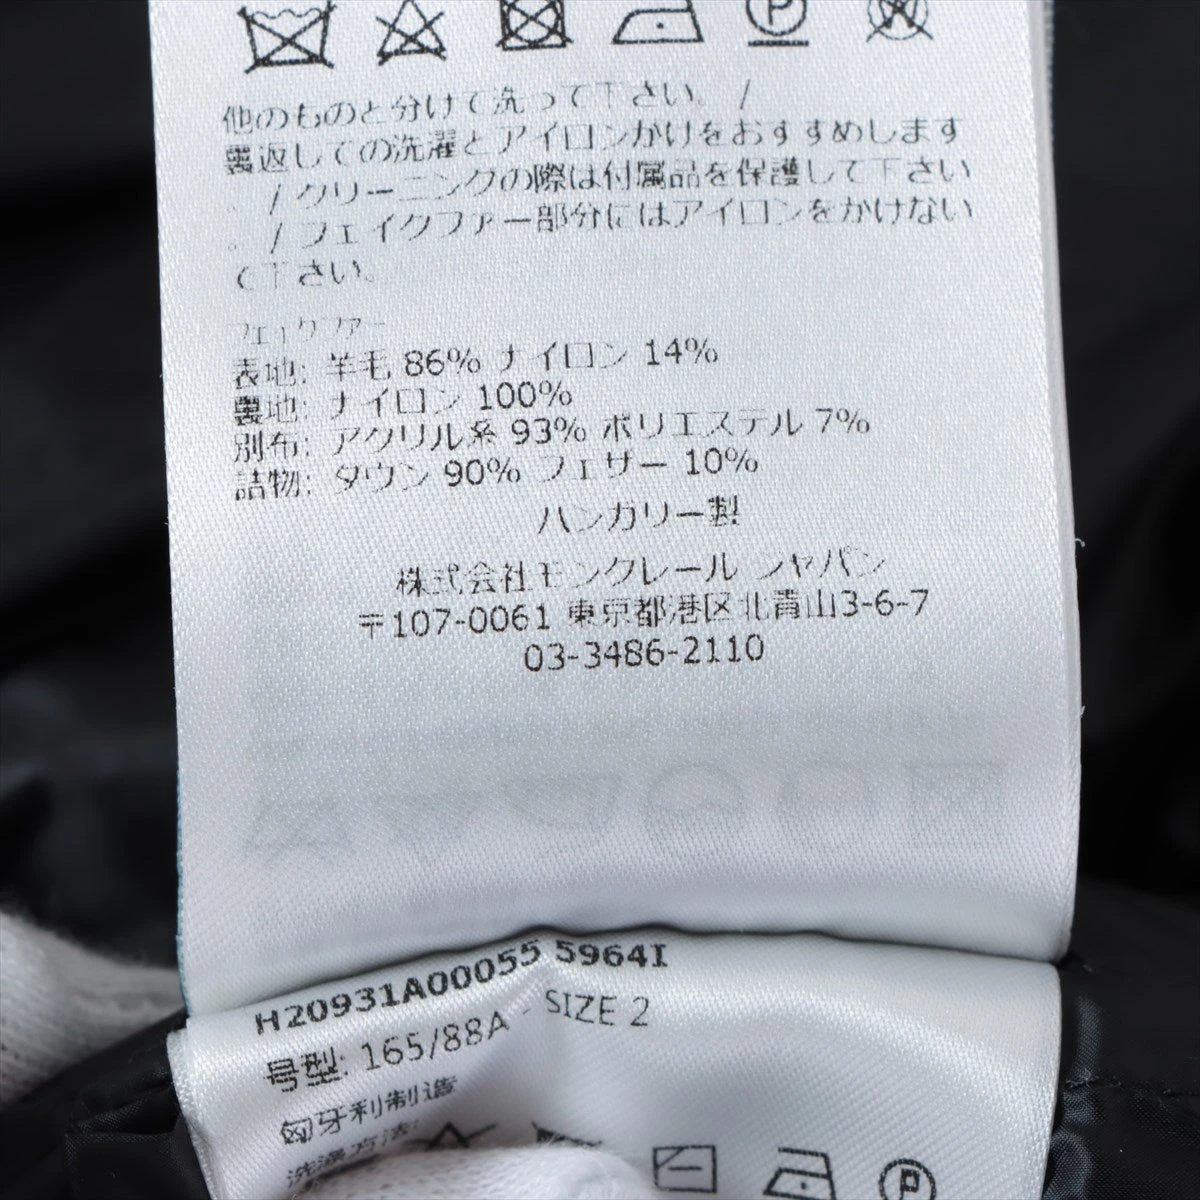 他のものと分けて洗って下さい。 /
裏返しての洗濯とアイロンかけをおすすめします
。 / クリーニングの際は付属品を保護して下さい
。 / フェイクファー部分にはアイロンをかけない
で下さい。
フェイクファー
表地: 羊毛 86% ナイロン 14%
裏地: ナイロン 100%
別布: アクリル系 93% ポリエステル 7%
詰物: ダウン 90% フェザー 10%
ハンガリー製
株式会社 モンクレール ジャパン
〒107-0061 東京都港区北青山3-6-7
03-3486-2110
H20931A00055 5964I
号型: 165/88A - SIZE 2
匈牙利制造
洗涤方法: